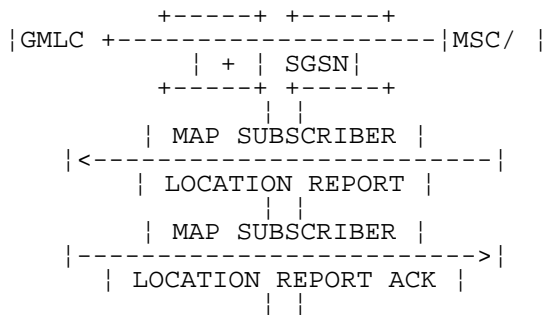 +-----+ +-----+
¦GMLC +--------------------¦MSC/ ¦
¦ + ¦ SGSN¦
+-----+ +-----+
¦ ¦
¦ MAP SUBSCRIBER ¦
¦<-------------------------¦
¦ LOCATION REPORT ¦
¦ ¦
¦ MAP SUBSCRIBER ¦
¦------------------------->¦
¦ LOCATION REPORT ACK ¦
¦ ¦